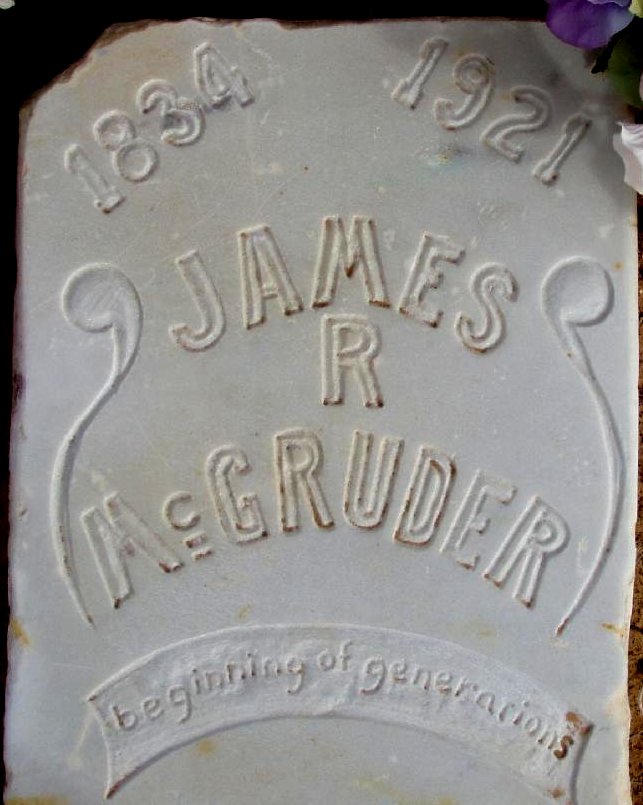 1834 1921
JAMES
R
McGRUDER
beginning of generations